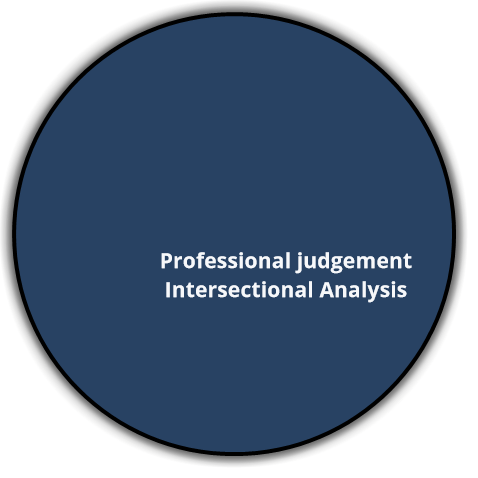 Professional judgement
Intersectional Analysis